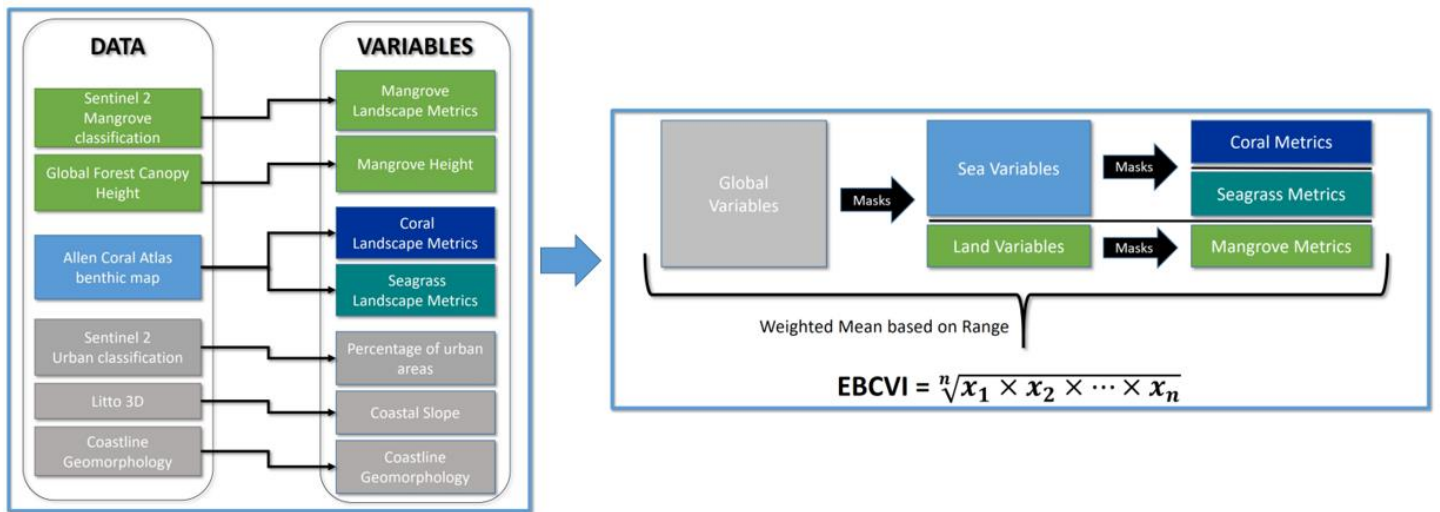 DATA
Sentinel 2
Mangrove
classification
Global Forest Canopy
Height
Allen Coral Atlas
benthic map
Sentinel 2
Urban classification
Litto 3D
Coastline
Geomorphology
VARIABLES
Mangrove
Landscape Metrics
Mangrove Height
Coral
Landscape Metrics
Seagrass
Landscape Metrics
Percentage of urban
areas
Coastal Slope
Coastline
Geomorphology
Global
Variables
Masks
Sea Variables
Masks
Coral Metrics
Seagrass Metrics
Land Variables
Masks
Mangrove Metrics
Weighted Mean based on Range
EBCVI = ⁿ√(x₁ × x₂ × ⋯ × xₙ)